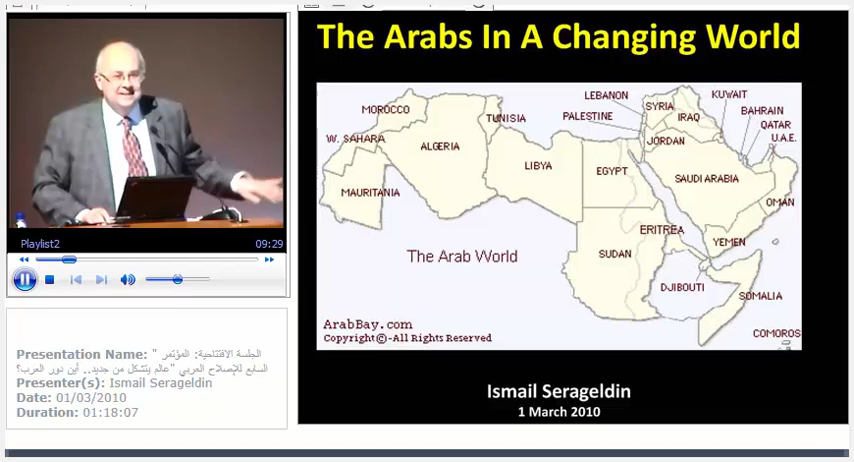 Playlist2
09:29
Presentation Name: الجلسة الافتتاحية: المؤتمر "
السابع للإصلاح العربي "عالم يتشكل من جديد.. أين دور العرب؟
Presenter(s): Ismail Serageldin
Date: 01/03/2010
Duration: 01:18:07
The Arabs In A Changing World
MOROCCO
W. SAHARA
MAURITANIA
ALGERIA
TUNISIA
LIBYA
EGYPT
SUDAN
LEBANON
PALESTINE
SYRIA
IRAQ
JORDAN
KUWAIT
BAHRAIN
QATAR
U.A.E.
SAUDI ARABIA
OMAN
YEMEN
ERITREA
DJIBOUTI
SOMALIA
COMOROS
The Arab World
ArabBay.com
Copyright©-All Rights Reserved
Ismail Serageldin
1 March 2010